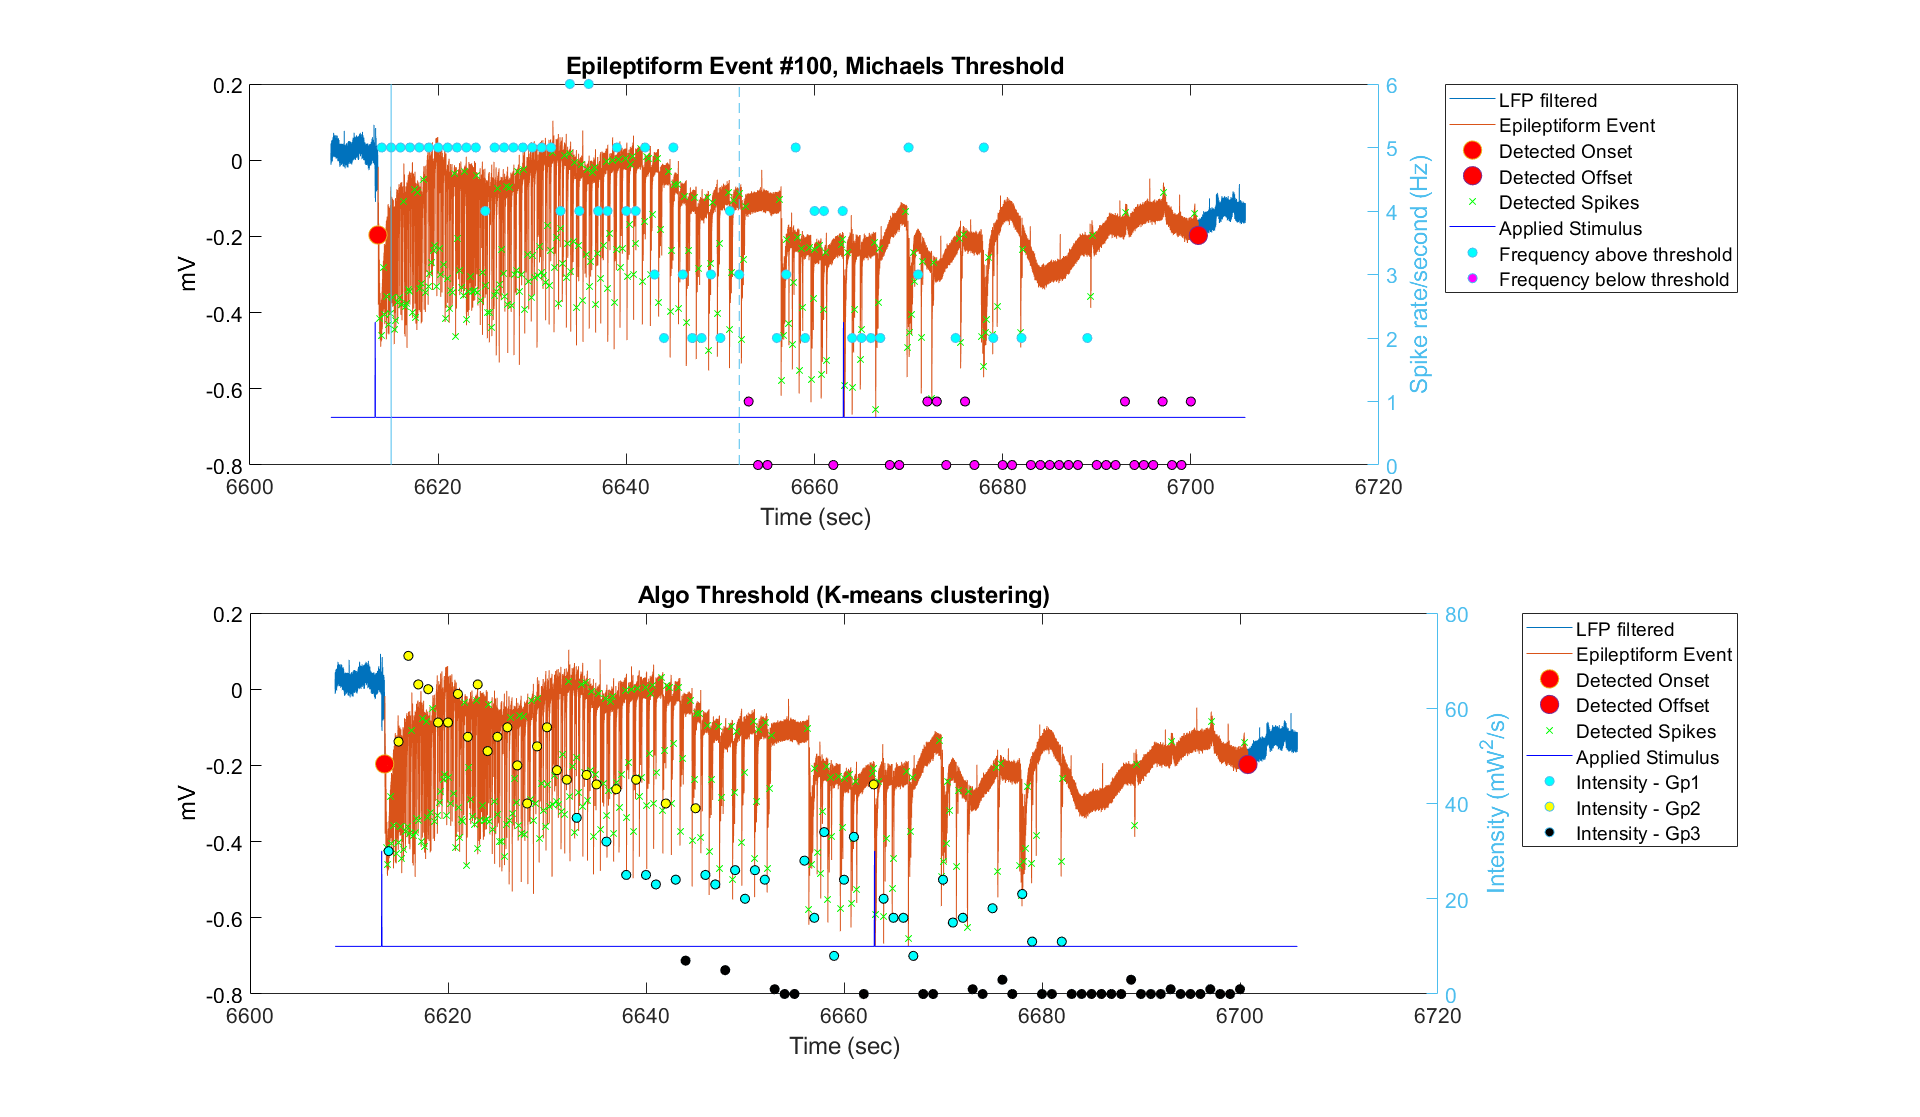 Epileptiform Event #100, Michaels Threshold
0.2
0
-0.2
-0.4
-0.6
-0.8
mV
6600
6620
6640
6660
6680
6700
6720
Time (sec)
6
5
4
3
2
1
0
Spike rate/second (Hz)
LFP filtered
Epileptiform Event
Detected Onset
Detected Offset
Detected Spikes
Applied Stimulus
Frequency above threshold
Frequency below threshold
Algo Threshold (K-means clustering)
0.2
0
-0.2
-0.4
-0.6
-0.8
mV
6600
6620
6640
6660
6680
6700
6720
Time (sec)
80
60
40
20
0
Intensity (mW²/s)
LFP filtered
Epileptiform Event
Detected Onset
Detected Offset
Detected Spikes
Applied Stimulus
Intensity - Gp1
Intensity - Gp2
Intensity - Gp3